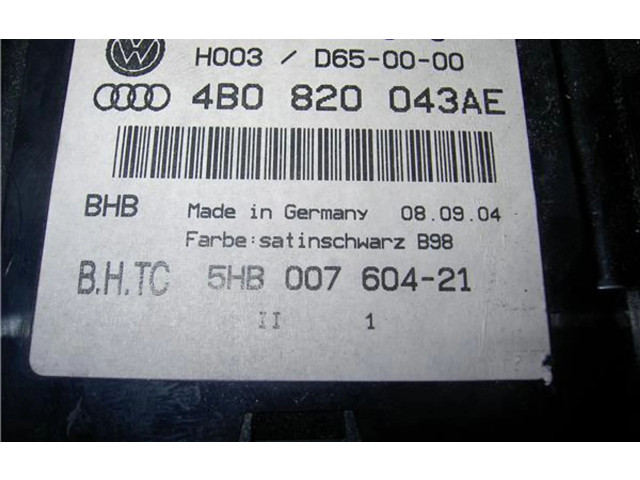 H003 / D65-00-00
4B0 820 043AE
BHB Made in Germany 08.09.04
Farbe:satinschwarz B98
B.H.TC 5HB 007 604-21
II 1